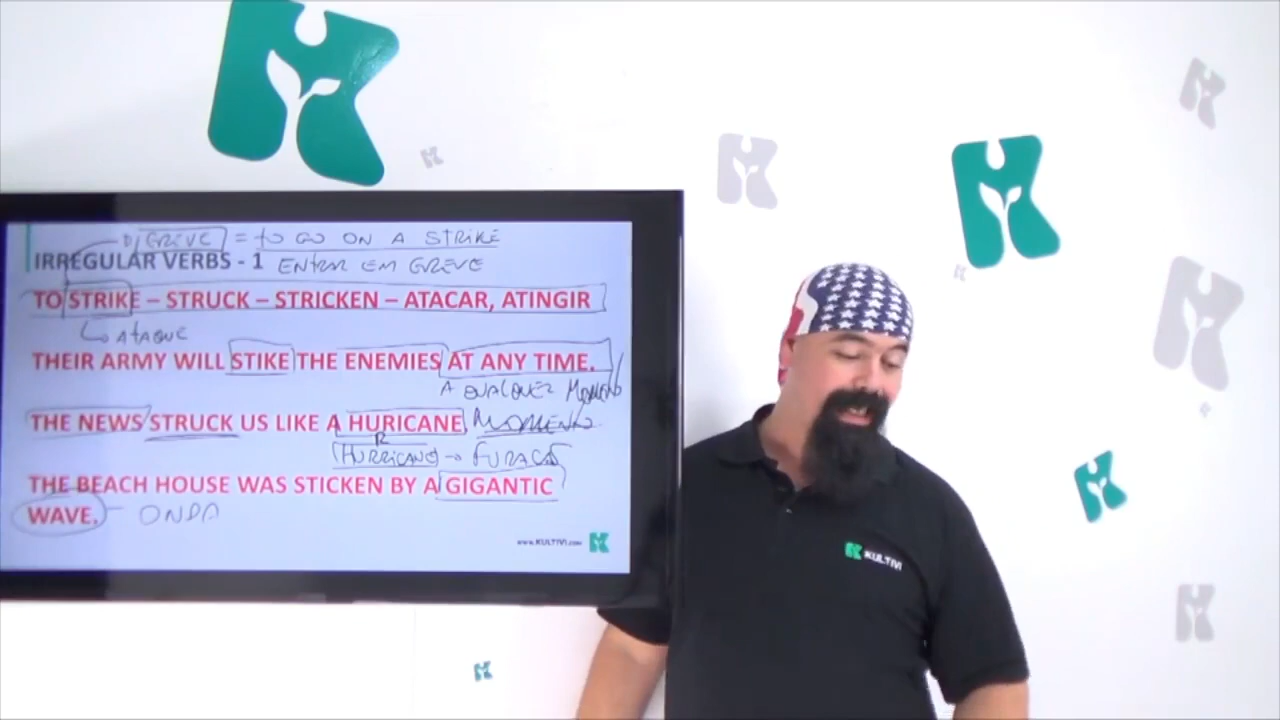 GREVE = TO GO ON A STRIKE
IRREGULAR VERBS - 1 ENTRAR EM GREVE
TO STRIKE – STRUCK – STRICKEN – ATACAR, ATINGIR
ATAQUE
THEIR ARMY WILL STIKE THE ENEMIES AT ANY TIME.
A QUALQUER MOMENTO
THE NEWS STRUCK US LIKE A HURICANE MOMENTO
R
HURRICANE → FURACÃO
THE BEACH HOUSE WAS STICKEN BY A GIGANTIC
WAVE. - ONDA
www.KULTIVI.com
KULTIVI